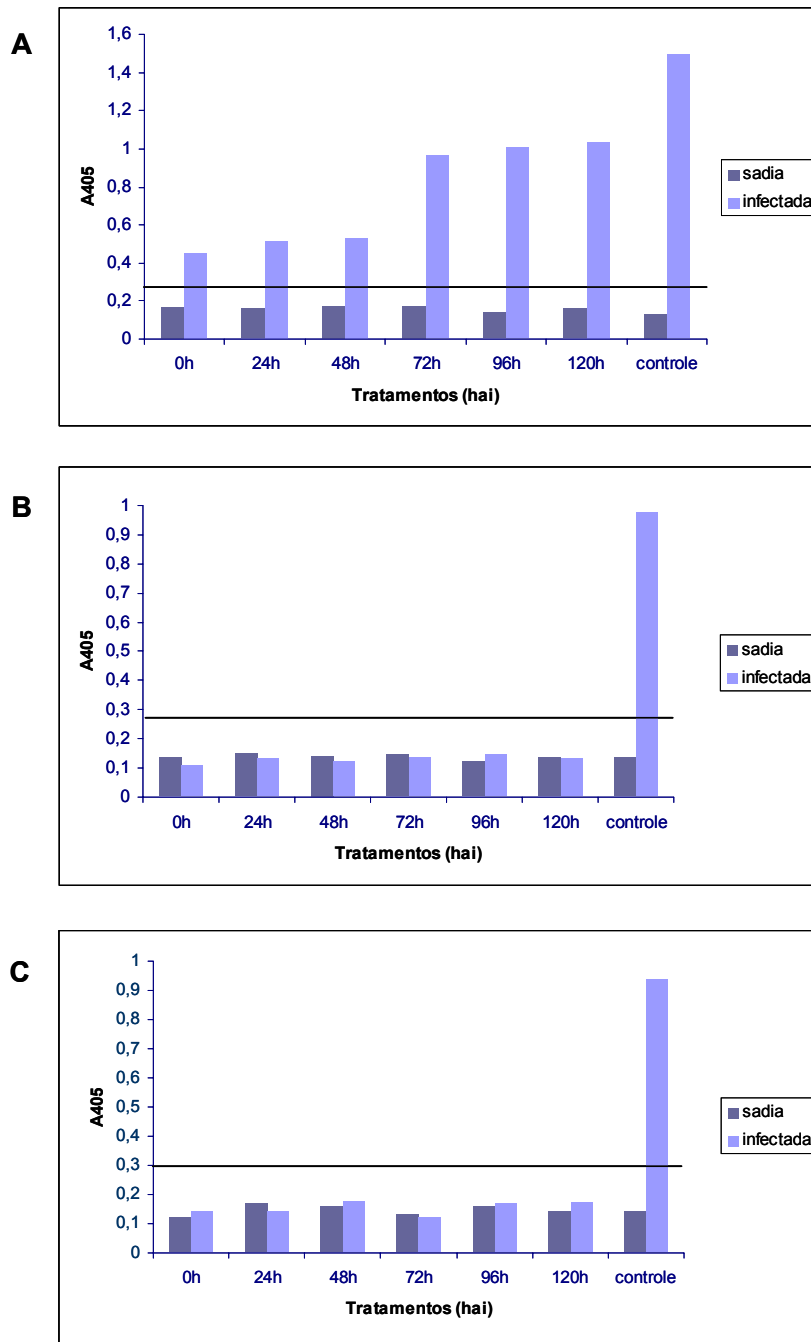 A
1,6
1,4
1,2
1
0,8
0,6
0,4
0,2
0
A405
0h 24h 48h 72h 96h 120h controle
Tratamentos (hai)
sadia
infectada
B
1
0,9
0,8
0,7
0,6
0,5
0,4
0,3
0,2
0,1
0
A405
0h 24h 48h 72h 96h 120h controle
Tratamentos (hai)
sadia
infectada
C
1
0,9
0,8
0,7
0,6
0,5
0,4
0,3
0,2
0,1
0
A405
0h 24h 48h 72h 96h 120h controle
Tratamentos (hai)
sadia
infectada